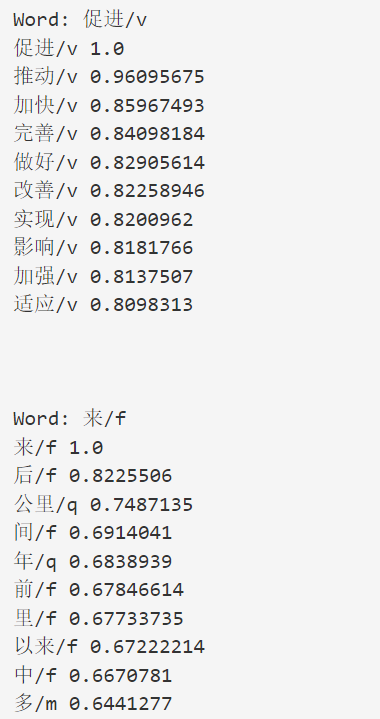 Word: 促进/v
促进/v 1.0
推动/v 0.96095675
加快/v 0.85967493
完善/v 0.84098184
做好/v 0.82905614
改善/v 0.82258946
实现/v 0.8200962
影响/v 0.8181766
加强/v 0.8137507
适应/v 0.8098313
Word: 来/f
来/f 1.0
后/f 0.8225506
公里/q 0.7487135
间/f 0.6914041
年/q 0.6838939
前/f 0.67846614
里/f 0.67733735
以来/f 0.67222214
中/f 0.6670781
多/m 0.6441277